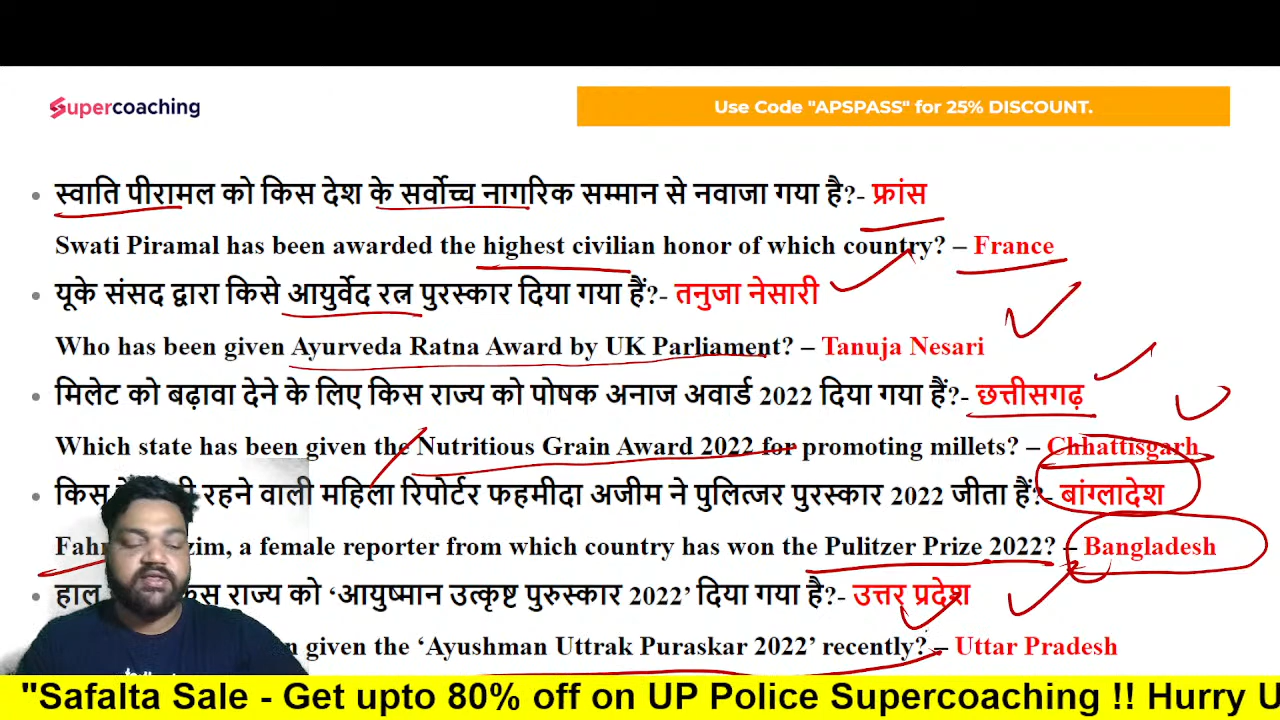 Supercoaching
Use Code "APSPASS" for 25% DISCOUNT.
स्वाति पीरामल को किस देश के सर्वोच्च नागरिक सम्मान से नवाजा गया है?- फ्रांस
Swati Piramal has been awarded the highest civilian honor of which country? – France
यूके संसद द्वारा किसे आयुर्वेद रत्न पुरस्कार दिया गया हैं?- तनुजा नेसारी
Who has been given Ayurveda Ratna Award by UK Parliament? – Tanuja Nesari
मिलेट को बढ़ावा देने के लिए किस राज्य को पोषक अनाज अवार्ड 2022 दिया गया हैं?- छत्तीसगढ़
Which state has been given the Nutritious Grain Award 2022 for promoting millets? – Chhattisgarh
किस रहने वाली महिला रिपोर्टर फहमीदा अजीम ने पुलित्जर पुरस्कार 2022 जीता हैं?- बांग्लादेश
a female reporter from which country has won the Pulitzer Prize 2022? – Bangladesh
राज्य को ‘आयुष्मान उत्कृष्ट पुरुस्कार 2022’ दिया गया है?- उत्तर प्रदेश
given the ‘Ayushman Uttrak Puraskar 2022’ recently? – Uttar Pradesh
"Safalta Sale - Get upto 80% off on UP Police Supercoaching !! Hurry